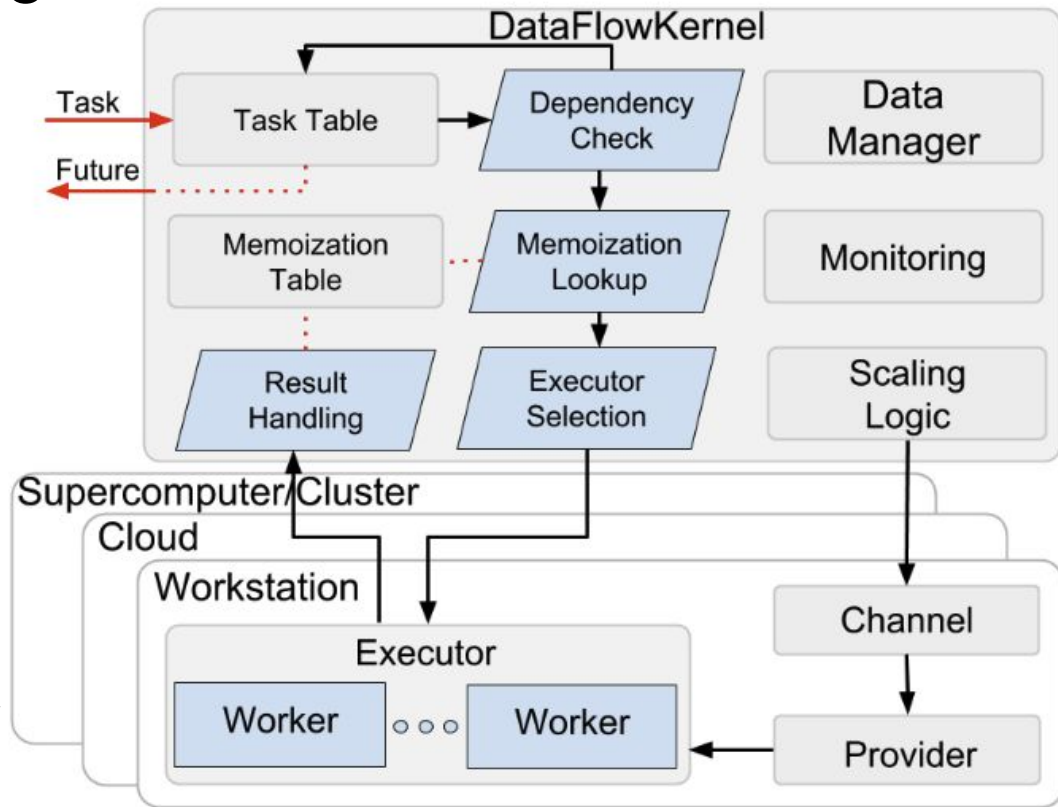 DataFlowKernel
Task
Future
Task Table
Dependency
Check
Data
Manager
Memoization
Table
Memoization
Lookup
Monitoring
Result
Handling
Executor
Selection
Scaling
Logic
Supercomputer/Cluster
Cloud
Workstation
Executor
Worker
Worker
Channel
Provider